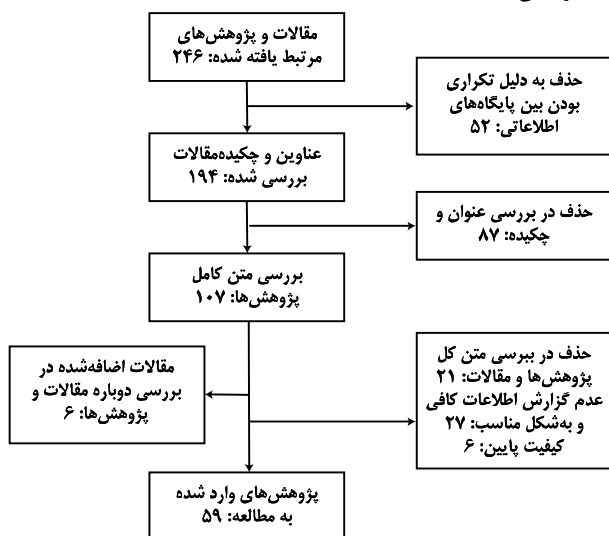 مقالات و پژوهش‌های
مرتبط یافته شده: ۲۴۶
حذف به دلیل تکراری
بودن بین پایگاه‌های
اطلاعاتی: ۵۲
عناوین و چکیده‌مقالات
بررسی شده: ۱۹۴
حذف در بررسی عنوان و
چکیده: ۸۷
بررسی متن کامل
پژوهش‌ها: ۱۰۷
حذف در ببرسی متن کل
پژوهش‌ها و مقالات: ۲۱
عدم گزارش اطلاعات کافی
و به‌شکل مناسب: ۲۷
کیفیت پایین: ۶
مقالات اضافه‌شده در
بررسی دوباره مقالات و
پژوهش‌ها: ۶
پژوهش‌های وارد شده
به مطالعه: ۵۹